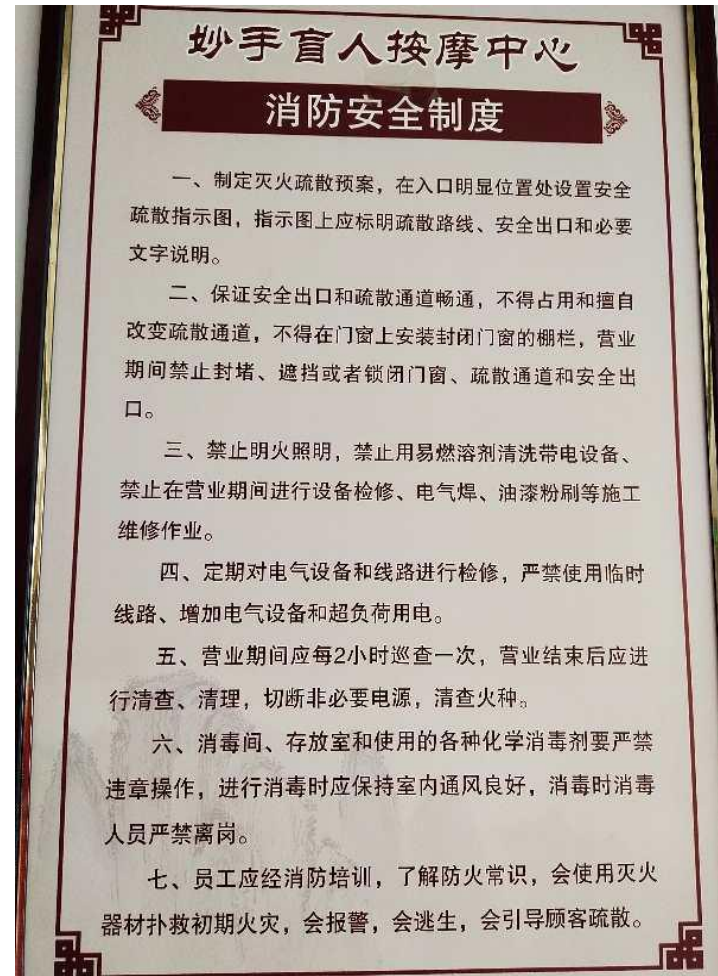 妙手盲人按摩中心
消防安全制度
一、制定灭火疏散预案，在入口明显位置处设置安全
疏散指示图，指示图上应标明疏散路线、安全出口和必要
文字说明。
二、保证安全出口和疏散通道畅通，不得占用和擅自
改变疏散通道，不得在门窗上安装封闭门窗的棚栏，营业
期间禁止封堵、遮挡或者锁闭门窗、疏散通道和安全出
口。
三、禁止明火照明，禁止用易燃溶剂清洗带电设备、
禁止在营业期间进行设备检修、电气焊、油漆粉刷等施工
维修作业。
四、定期对电气设备和线路进行检修，严禁使用临时
线路、增加电气设备和超负荷用电。
五、营业期间应每2小时巡查一次，营业结束后应进
行清查、清理，切断非必要电源，清查火种。
六、消毒间、存放室和使用的各种化学消毒剂要严禁
违章操作，进行消毒时应保持室内通风良好，消毒时消毒
人员严禁离岗。
七、员工应经消防培训，了解防火常识，会使用灭火
器材扑救初期火灾，会报警，会逃生，会引导顾客疏散。